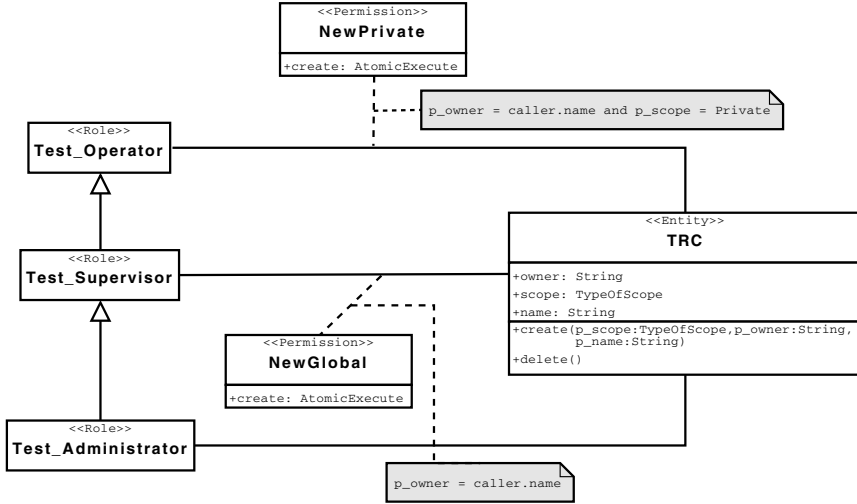 <<Permission>>
NewPrivate
+create: AtomicExecute
p_owner = caller.name and p_scope = Private
<<Role>>
Test_Operator
<<Entity>>
TRC
+owner: String
+scope: TypeOfScope
+name: String
+create(p_scope:TypeOfScope,p_owner:String,
p_name:String)
+delete()
<<Role>>
Test_Supervisor
<<Permission>>
NewGlobal
+create: AtomicExecute
<<Role>>
Test_Administrator
p_owner = caller.name